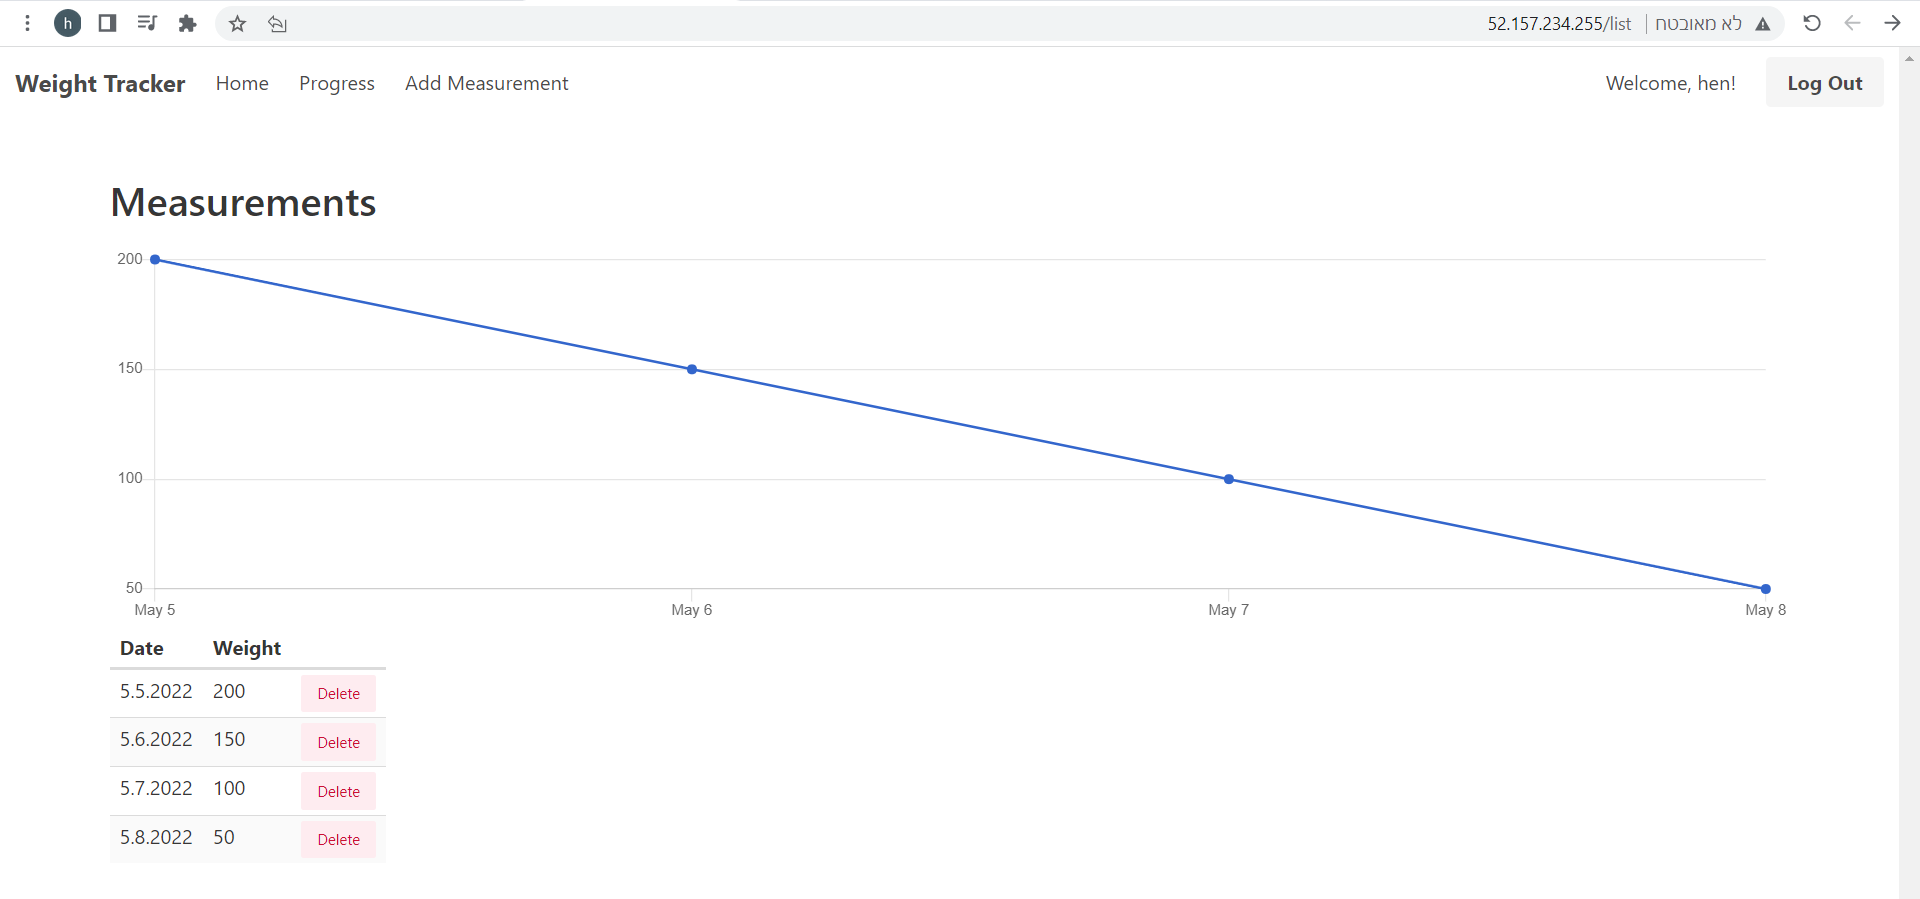 h
52.157.234.255/list
לא מאובטח
Weight Tracker Home Progress Add Measurement Welcome, hen! Log Out
Measurements
200
150
100
50
May 5 May 6 May 7 May 8
Date Weight
5.5.2022 200 Delete
5.6.2022 150 Delete
5.7.2022 100 Delete
5.8.2022 50 Delete